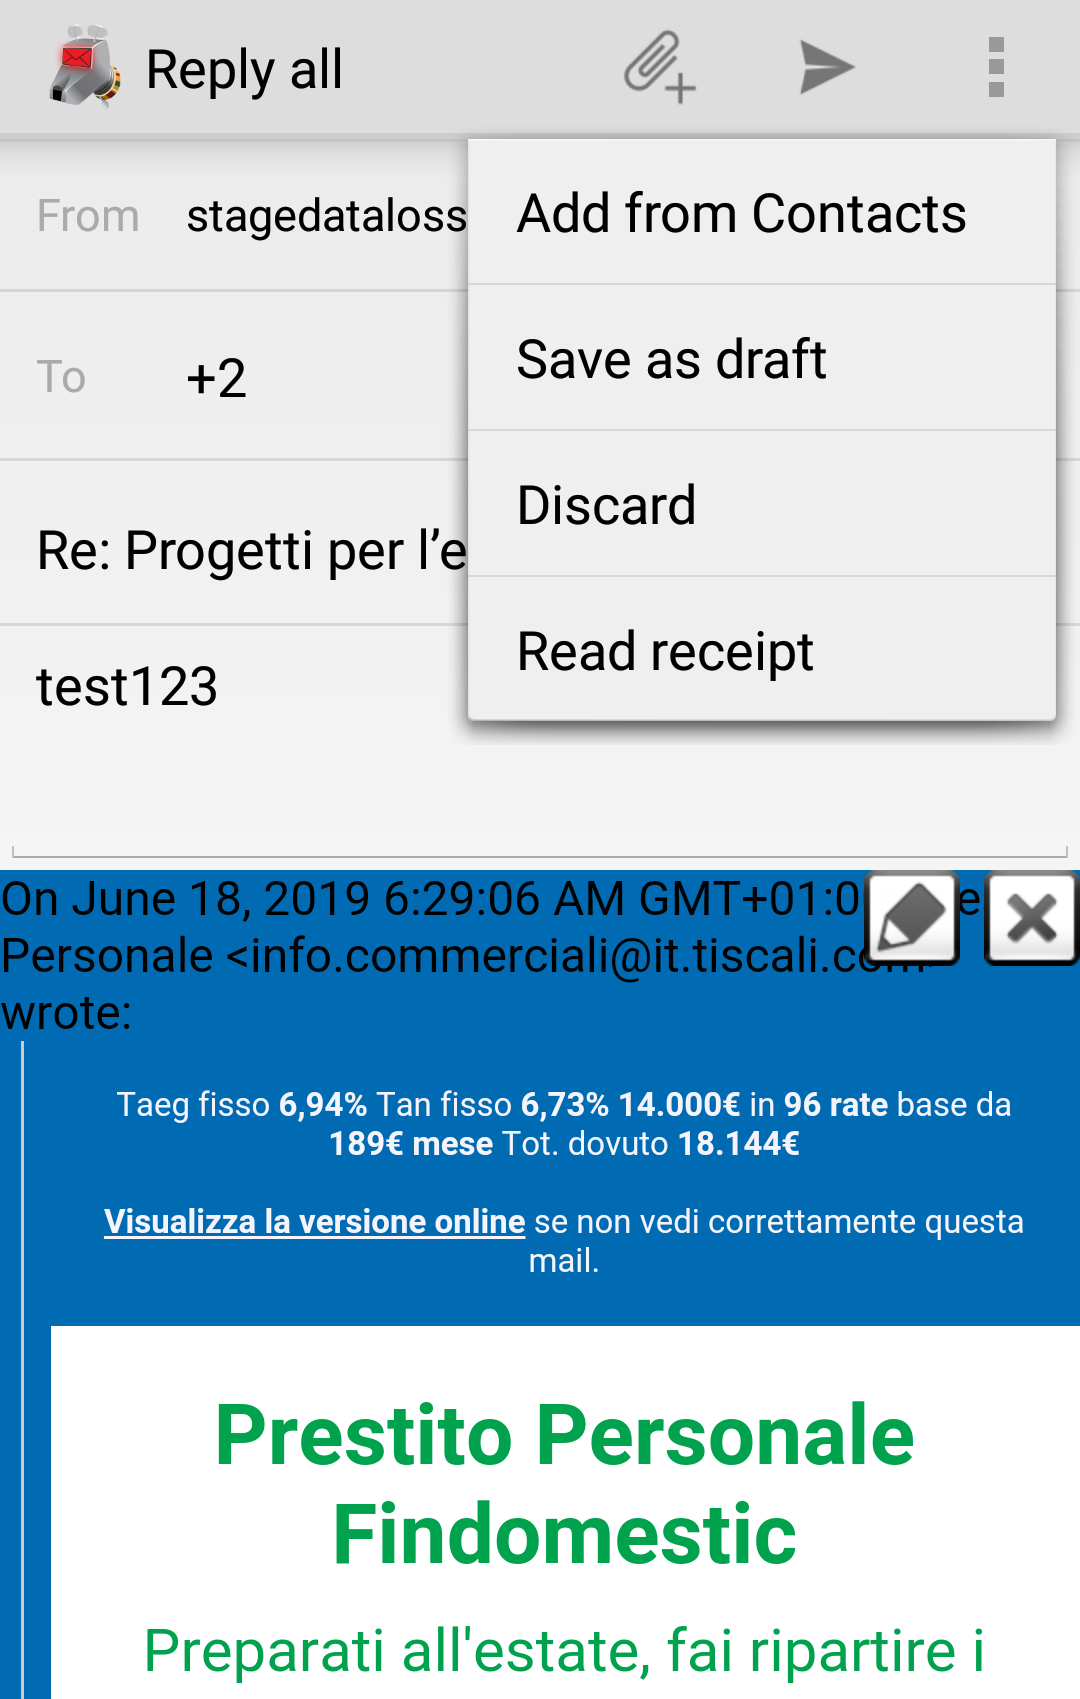 Reply all
Add from Contacts
Save as draft
Discard
Read receipt
From stagedataloss
To +2
Re: Progetti per l’e
test123
On June 18, 2019 6:29:06 AM GMT+01:0
Personale <info.commerciali@it.tiscali.com>
wrote:
Taeg fisso 6,94% Tan fisso 6,73% 14.000€ in 96 rate base da
189€ mese Tot. dovuto 18.144€
Visualizza la versione online se non vedi correttamente questa
mail.
Prestito Personale
Findomestic
Preparati all'estate, fai ripartire i